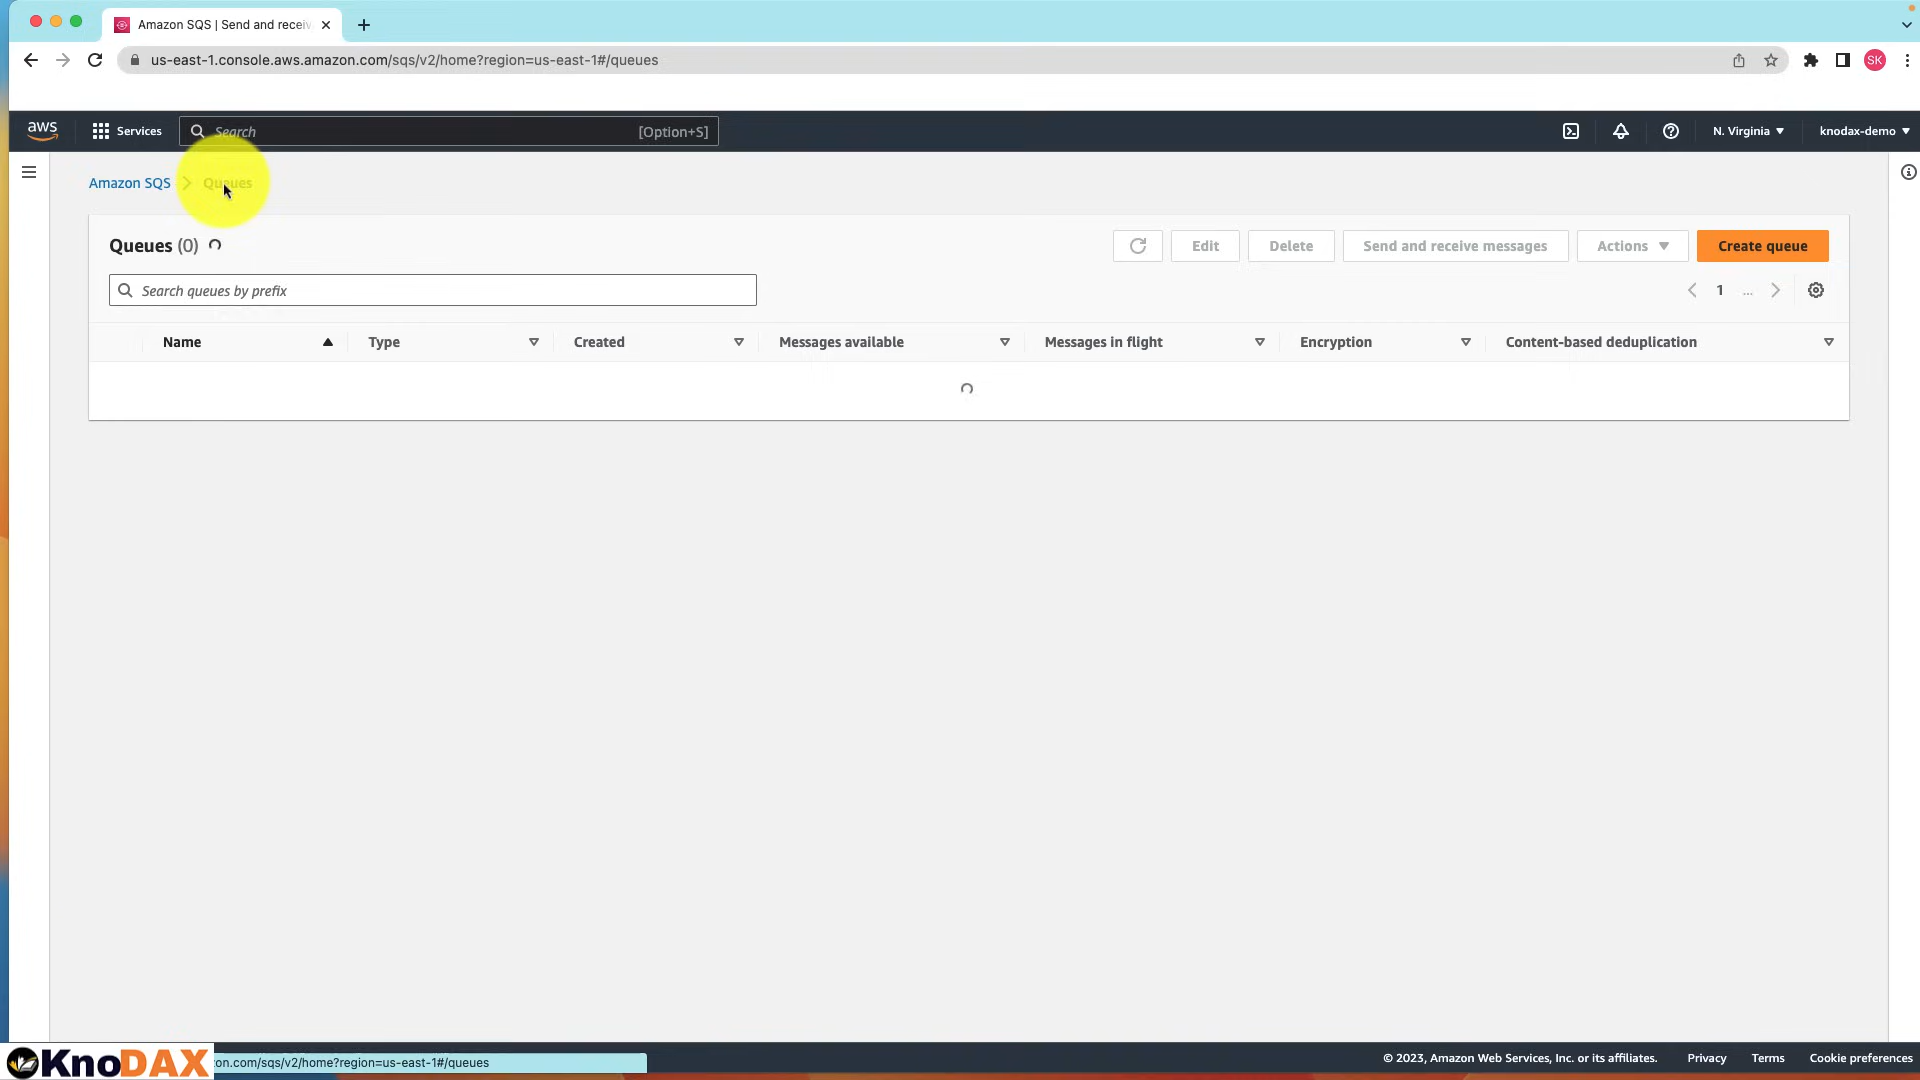 Amazon SQS | Send and receiv
us-east-1.console.aws.amazon.com/sqs/v2/home?region=us-east-1#/queues
SK
aws
Services
Search
[Option+S]
N. Virginia
knodax-demo
Amazon SQS
Queues
Queues (0)
Edit
Delete
Send and receive messages
Actions
Create queue
Search queues by prefix
1
...
Name
Type
Created
Messages available
Messages in flight
Encryption
Content-based deduplication
KnoDAX
zon.com/sqs/v2/home?region=us-east-1#/queues
© 2023, Amazon Web Services, Inc. or its affiliates.
Privacy
Terms
Cookie preferences